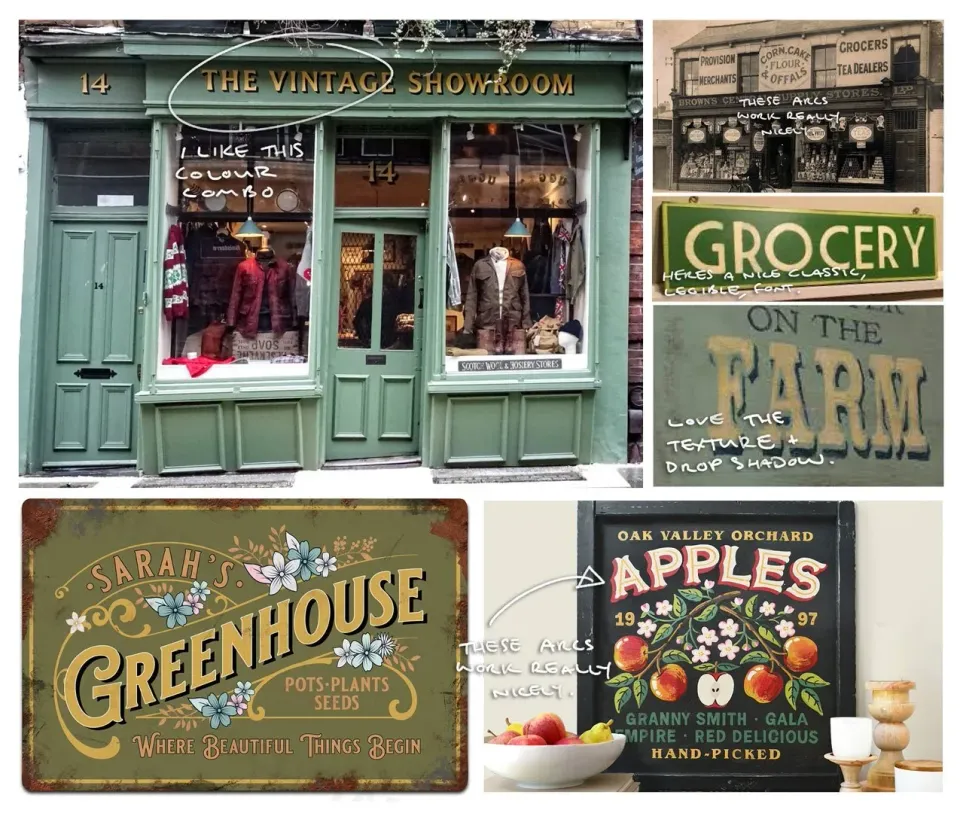 14
THE VINTAGE SHOWROOM
I LIKE THIS
COLOUR
COMBO
14
14
SOAP
SCOTCH WOOL & HOSIERY STORES
PROVISION
MERCHANTS
CORN, CAKE
FLOUR
& OFFALS
GROCERS
TEA DEALERS
BROWN'S
STORES.
THESE ARCS
WORK REALLY
NICELY.
GROCERY
HERES A NICE CLASSIC,
LEGIBLE, FONT.
ON THE
FARM
LOVE THE
TEXTURE +
DROP SHADOW.
·SARAH'S·
GREENHOUSE
POTS·PLANTS
SEEDS
WHERE BEAUTIFUL THINGS BEGIN
THESE ARCS
WORK REALLY
NICELY.
OAK VALLEY ORCHARD
APPLES
19 97
GRANNY SMITH · GALA
EMPIRE · RED DELICIOUS
HAND-PICKED